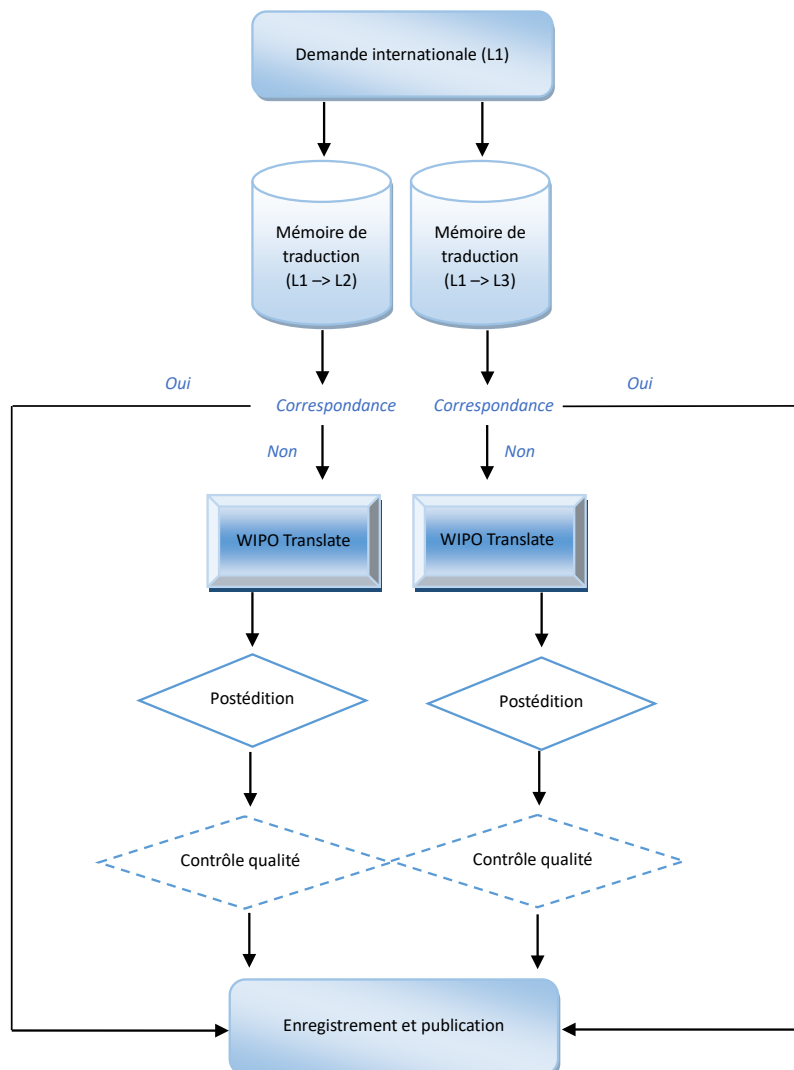 Demande internationale (L1)
Mémoire de
traduction
(L1 –> L2)
Mémoire de
traduction
(L1 –> L3)
Oui
Oui
Correspondance
Correspondance
Non
Non
WIPO Translate
WIPO Translate
Postédition
Postédition
Contrôle qualité
Contrôle qualité
Enregistrement et publication